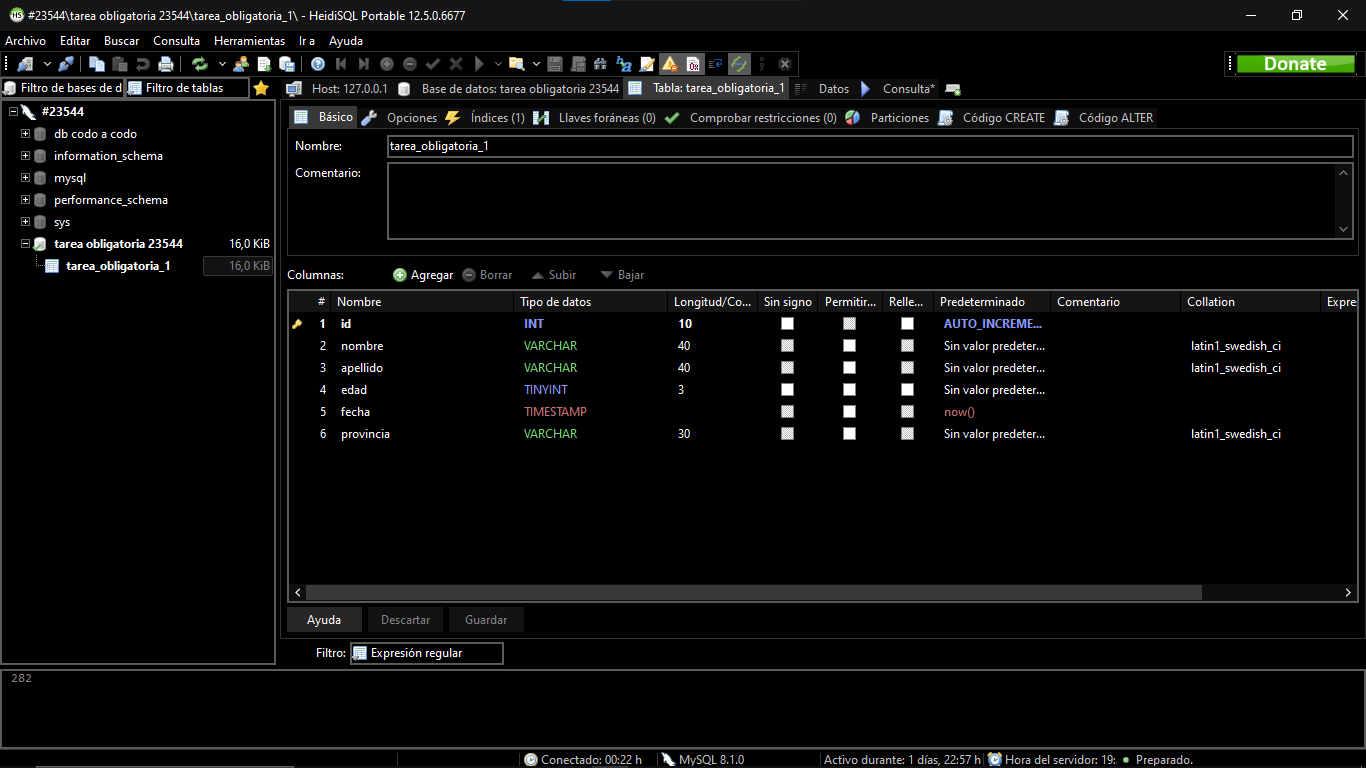 #23544\tarea obligatoria 23544\tarea_obligatoria_1\ - HeidiSQL Portable 12.5.0.6677
Archivo Editar Buscar Consulta Herramientas Ir a Ayuda
Donate
Filtro de bases de d Filtro de tablas
Host: 127.0.0.1 Base de datos: tarea obligatoria 23544 Tabla: tarea_obligatoria_1 Datos Consulta*
#23544
db codo a codo
information_schema
mysql
performance_schema
sys
tarea obligatoria 23544 16,0 KiB
tarea_obligatoria_1 16,0 KiB
Básico Opciones Índices (1) Llaves foráneas (0) Comprobar restricciones (0) Particiones Código CREATE Código ALTER
Nombre: tarea_obligatoria_1
Comentario:
Columnas: Agregar Borrar Subir Bajar
# Nombre Tipo de datos Longitud/Co... Sin signo Permitir... Relle... Predeterminado Comentario Collation Expre
1 id INT 10 AUTO_INCREME...
2 nombre VARCHAR 40 Sin valor predeter... latin1_swedish_ci
3 apellido VARCHAR 40 Sin valor predeter... latin1_swedish_ci
4 edad TINYINT 3 Sin valor predeter...
5 fecha TIMESTAMP now()
6 provincia VARCHAR 30 Sin valor predeter... latin1_swedish_ci
Ayuda Descartar Guardar
Filtro: Expresión regular
282
Conectado: 00:22 h MySQL 8.1.0 Activo durante: 1 días, 22:57 h Hora del servidor: 19: Preparado.